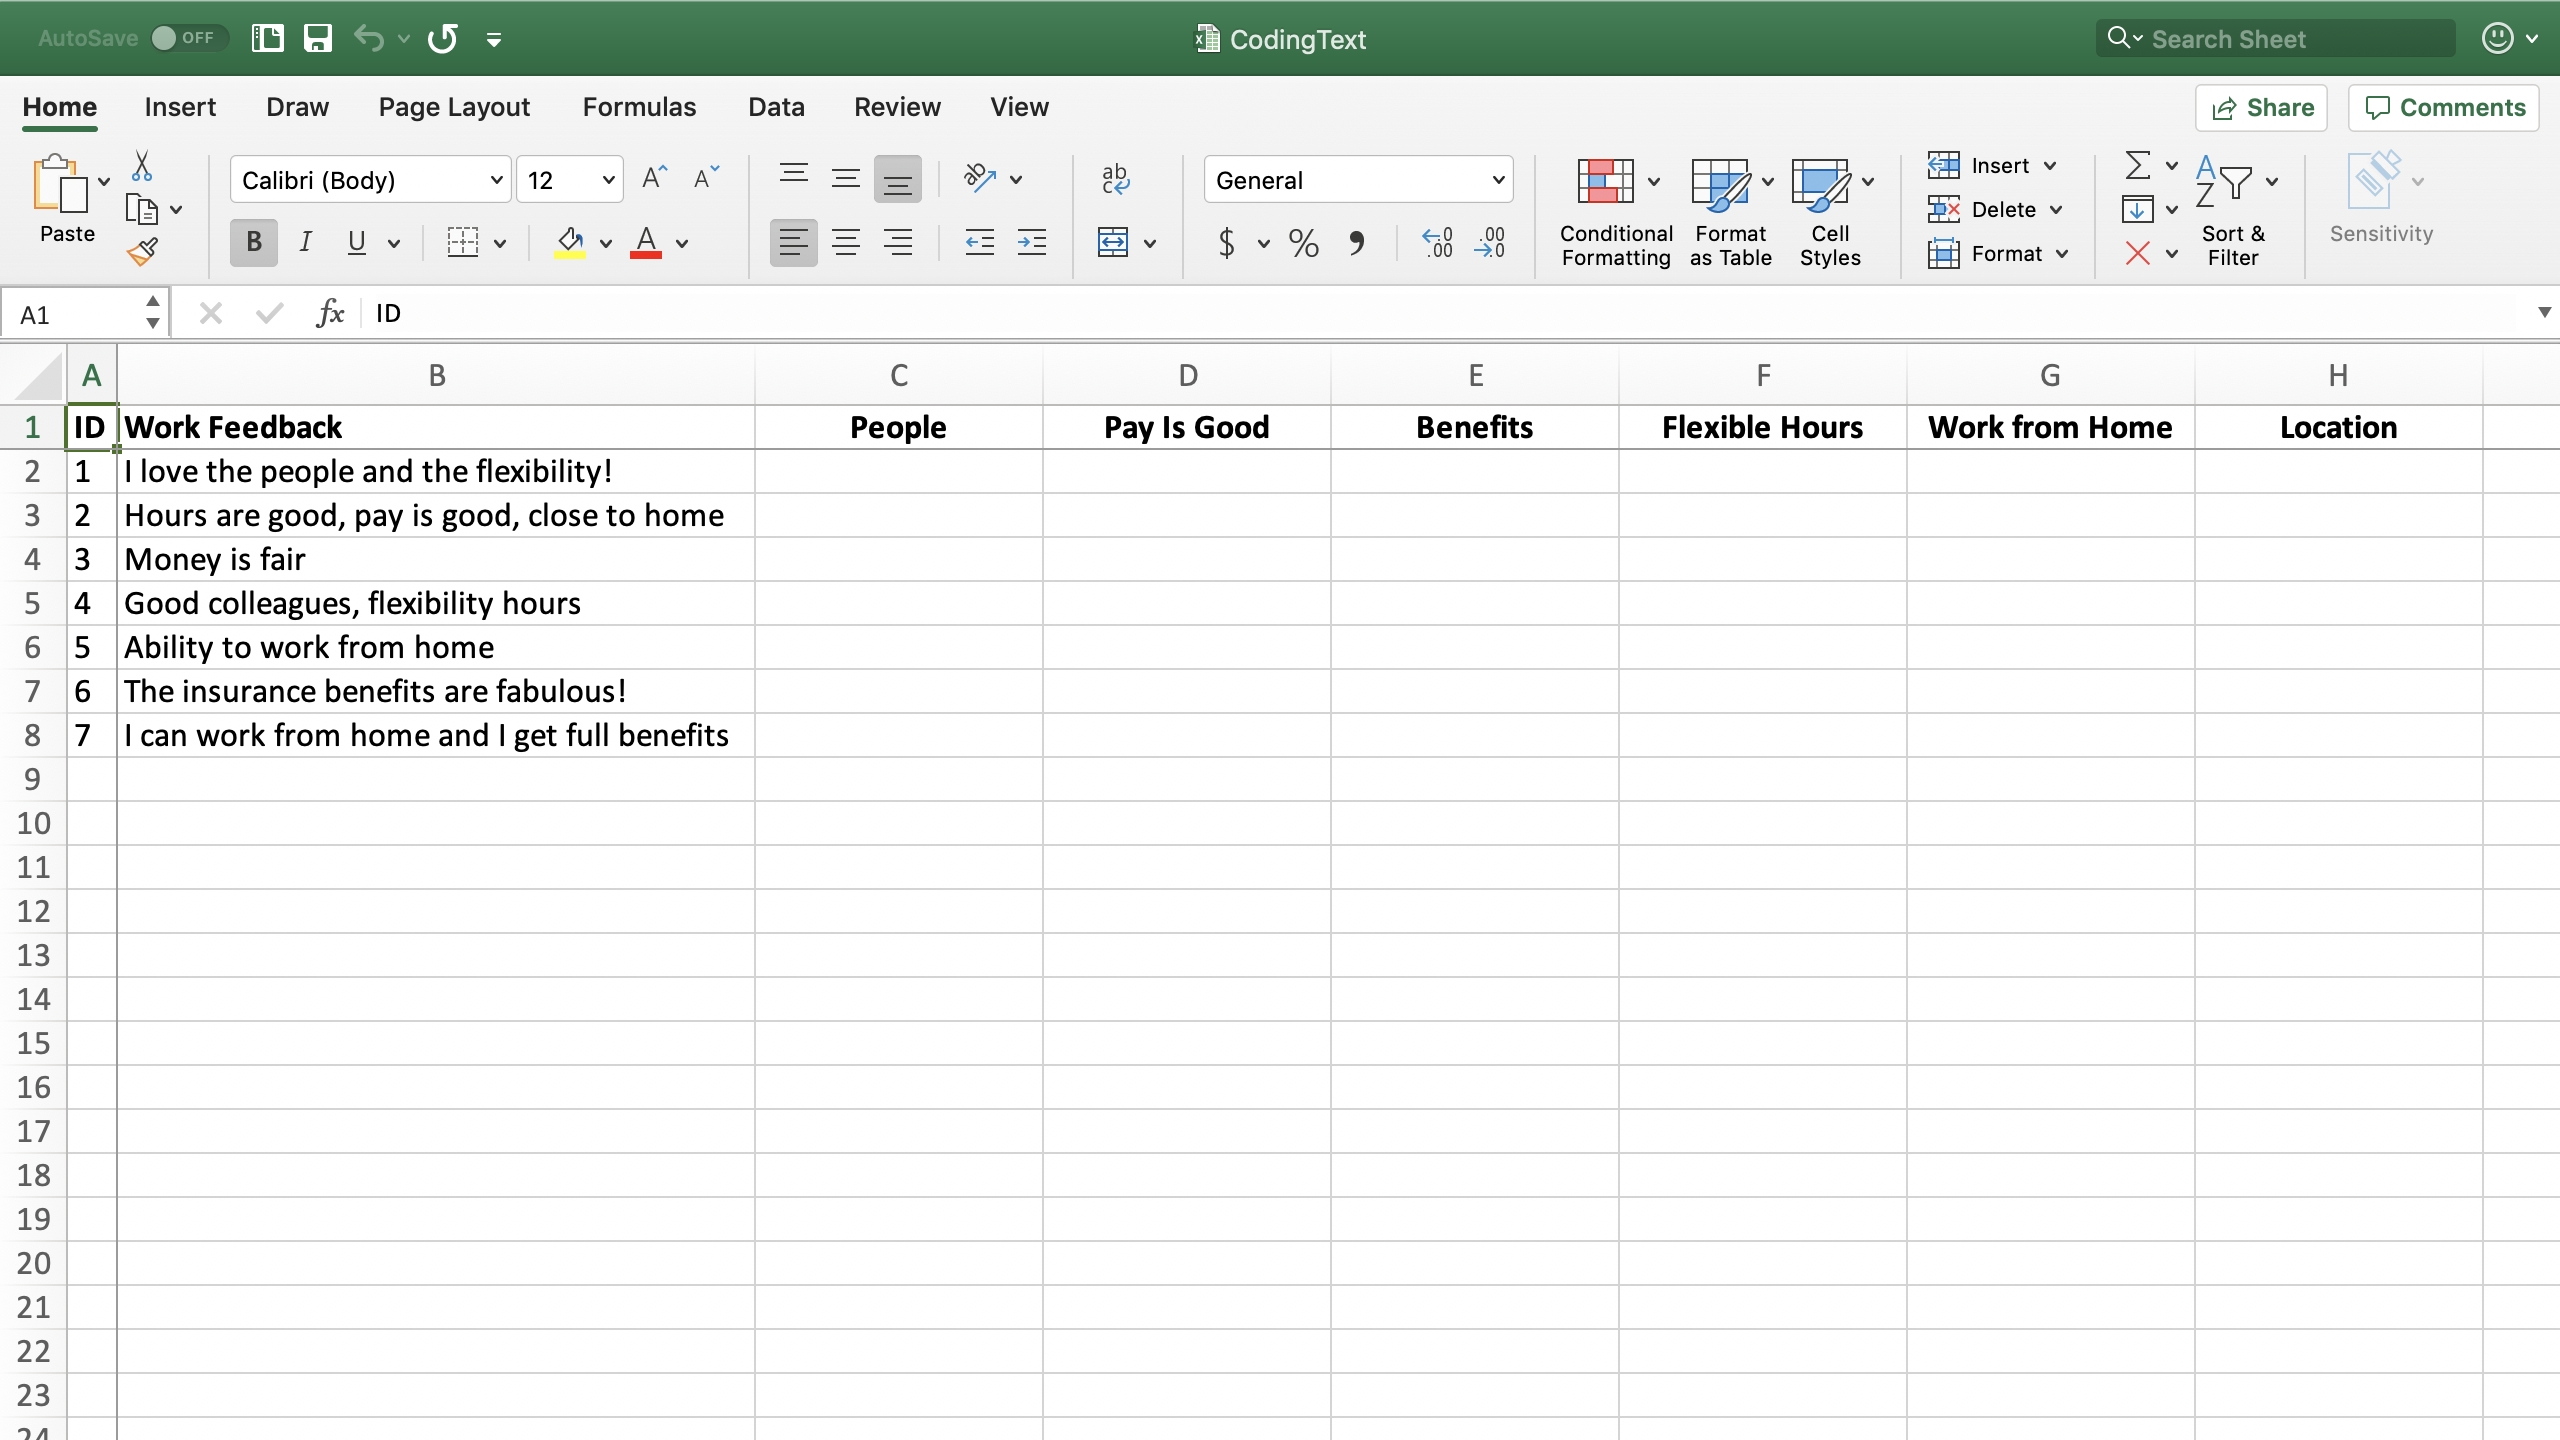 AutoSave OFF CodingText Search Sheet
Home Insert Draw Page Layout Formulas Data Review View Share Comments
Paste
Calibri (Body) 12
B I U A
ab
General
$ %
Conditional Formatting
Format as Table
Cell Styles
Insert
Delete
Format
Sort & Filter
Sensitivity
A1 fx ID
A B C D E F G H
1 ID Work Feedback People Pay Is Good Benefits Flexible Hours Work from Home Location
2 1 I love the people and the flexibility!
3 2 Hours are good, pay is good, close to home
4 3 Money is fair
5 4 Good colleagues, flexibility hours
6 5 Ability to work from home
7 6 The insurance benefits are fabulous!
8 7 I can work from home and I get full benefits
9
10
11
12
13
14
15
16
17
18
19
20
21
22
23
24